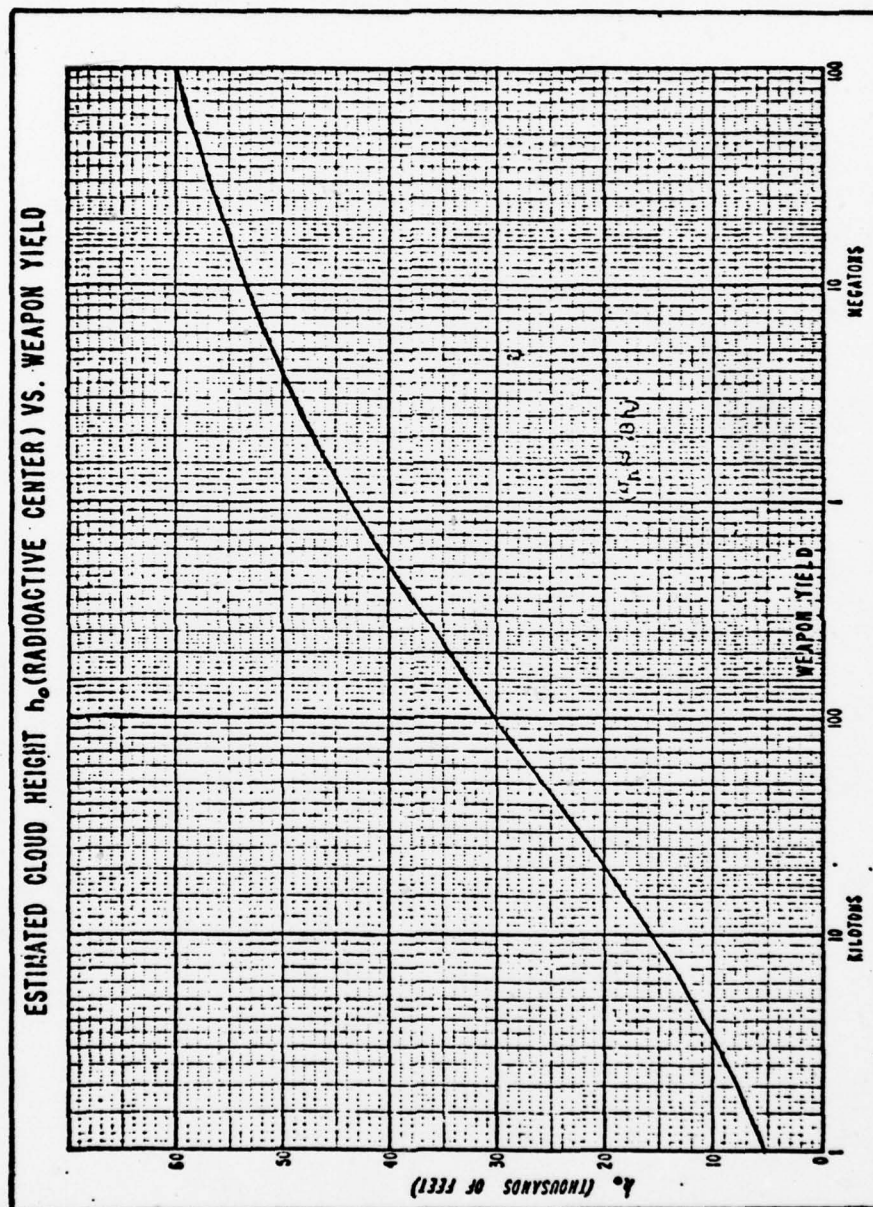 ESTIMATED CLOUD HEIGHT h₀ (RADIOACTIVE CENTER) VS. WEAPON YIELD
h₀ (THOUSANDS OF FEET)
60
50
40
30
20
10
0
1
10
100
1
10
100
KILOTONS
WEAPON YIELD
MEGATONS